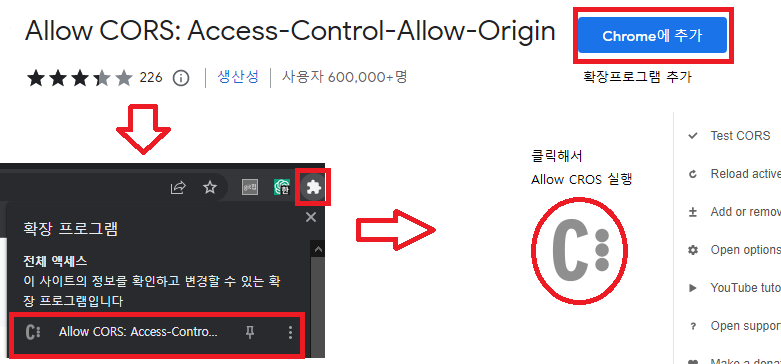 Allow CORS: Access-Control-Allow-Origin
Chrome에 추가
226
생산성
사용자 600,000+명
확장프로그램 추가
확장 프로그램
전체 액세스
이 사이트의 정보를 확인하고 변경할 수 있는 확
장 프로그램입니다
Allow CORS: Access-Contro...
클릭해서
Allow CROS 실행
Test CORS
Reload active
Add or remov
Open options
YouTube tuto
Open suppor
Make a dona